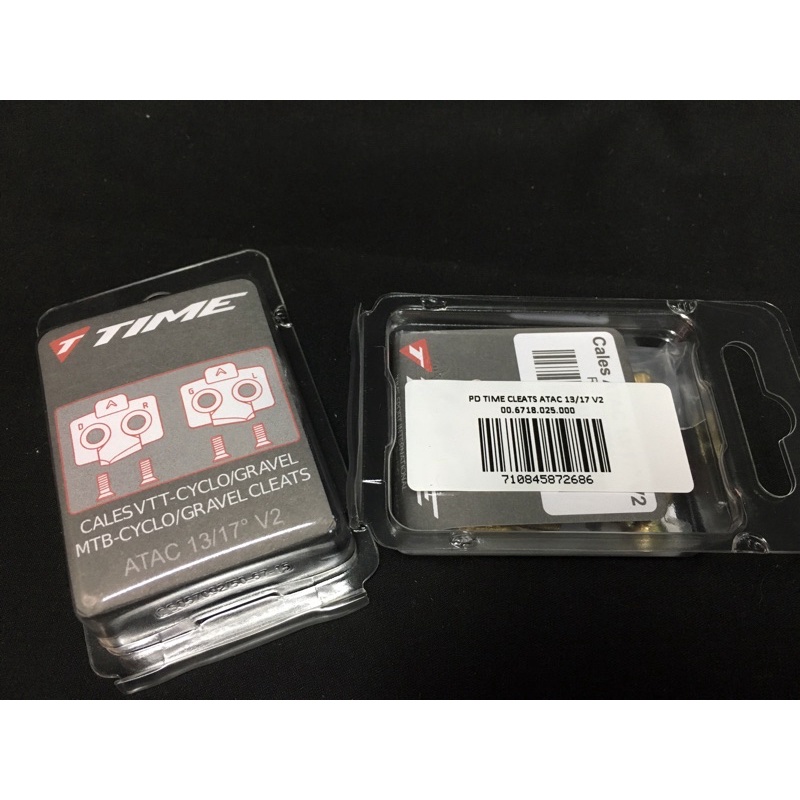 TIME
A
D R
A
G L
CALES VTT-CYCLO/GRAVEL
MTB-CYCLO/GRAVEL CLEATS
ATAC 13/17° V2
Cales
PD TIME CLEATS ATAC 13/17 V2
00.6718.025.000
710845872686
V2